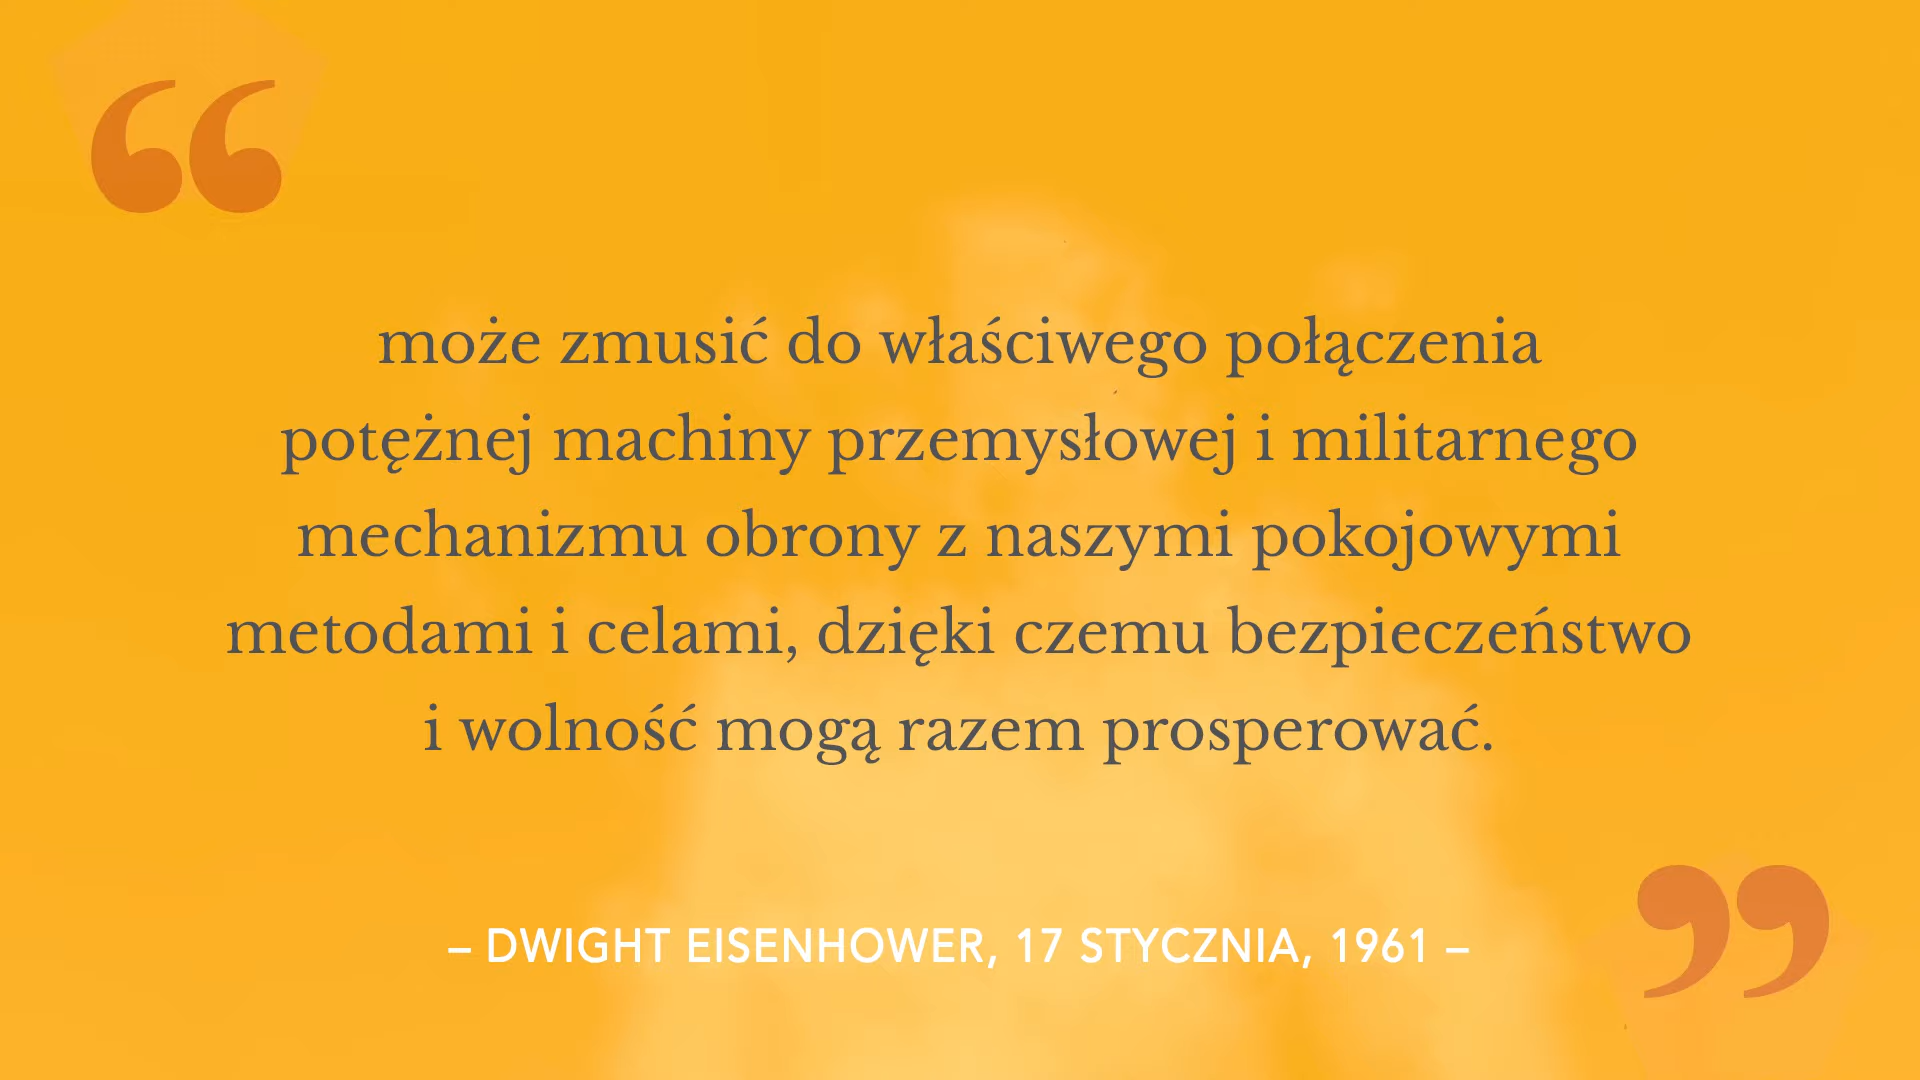 “
może zmusić do właściwego połączenia
potężnej machiny przemysłowej i militarnego
mechanizmu obrony z naszymi pokojowymi
metodami i celami, dzięki czemu bezpieczeństwo
i wolność mogą razem prosperować.
– DWIGHT EISENHOWER, 17 STYCZNIA, 1961 –
”